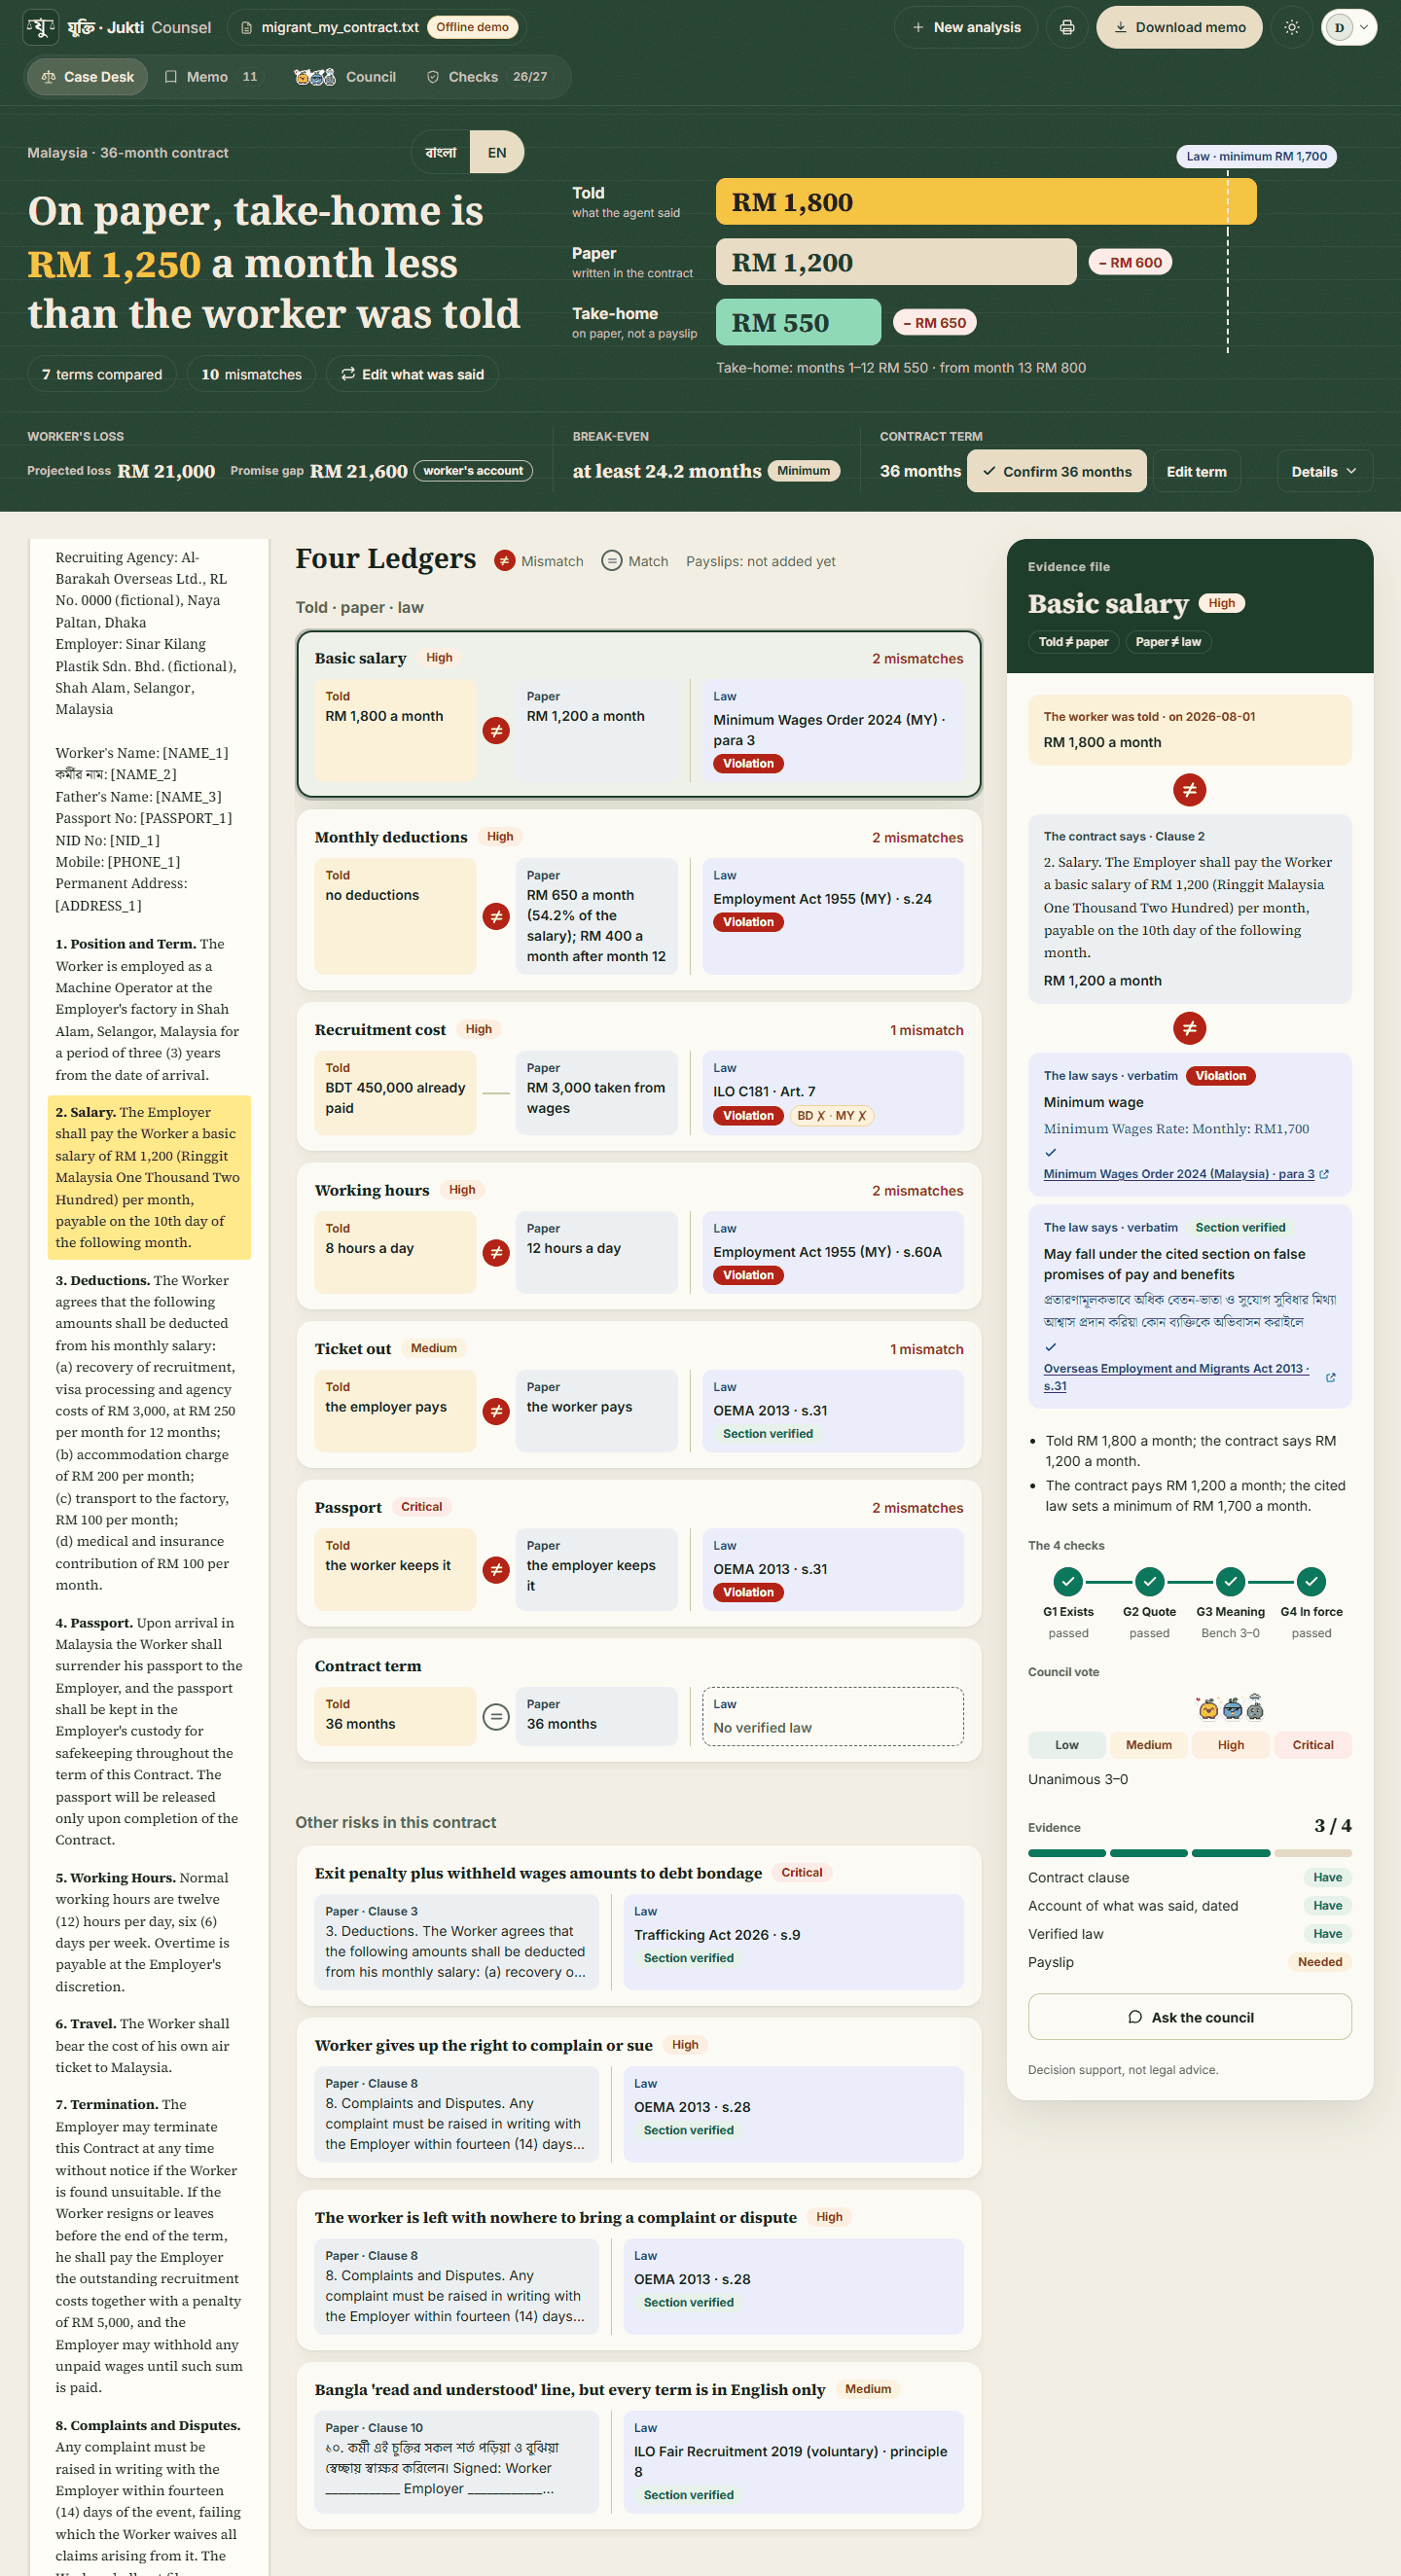 যুক্তি · Jukti Counsel
migrant_my_contract.txt
Offline demo
New analysis
Download memo
D
Case Desk
Memo 11
Council
Checks 26/27
Malaysia · 36-month contract
বাংলা
EN
On paper, take-home is
RM 1,250 a month less
than the worker was told
7 terms compared
10 mismatches
Edit what was said
Law · minimum RM 1,700
Told
what the agent said
RM 1,800
Paper
written in the contract
RM 1,200
– RM 600
Take-home
on paper, not a payslip
RM 550
– RM 650
Take-home: months 1–12 RM 550 · from month 13 RM 800
WORKER'S LOSS
Projected loss RM 21,000 Promise gap RM 21,600 worker's account
BREAK-EVEN
at least 24.2 months Minimum
CONTRACT TERM
36 months
Confirm 36 months
Edit term
Details
Recruiting Agency: Al-
Barakah Overseas Ltd., RL
No. 0000 (fictional), Naya
Paltan, Dhaka
Employer: Sinar Kilang
Plastik Sdn. Bhd. (fictional),
Shah Alam, Selangor,
Malaysia
Worker's Name: [NAME_1]
কর্মীর নাম: [NAME_2]
Father's Name: [NAME_3]
Passport No: [PASSPORT_1]
NID No: [NID_1]
Mobile: [PHONE_1]
Permanent Address:
[ADDRESS_1]
1. Position and Term. The
Worker is employed as a
Machine Operator at the
Employer's factory in Shah
Alam, Selangor, Malaysia for
a period of three (3) years
from the date of arrival.
2. Salary. The Employer
shall pay the Worker a basic
salary of RM 1,200 (Ringgit
Malaysia One Thousand Two
Hundred) per month,
payable on the 10th day of
the following month.
3. Deductions. The Worker
agrees that the following
amounts shall be deducted
from his monthly salary:
(a) recovery of recruitment,
visa processing and agency
costs of RM 3,000, at RM 250
per month for 12 months;
(b) accommodation charge
of RM 200 per month;
(c) transport to the factory,
RM 100 per month;
(d) medical and insurance
contribution of RM 100 per
month.
4. Passport. Upon arrival in
Malaysia the Worker shall
surrender his passport to the
Employer, and the passport
shall be kept in the
Employer's custody for
safekeeping throughout the
term of this Contract. The
passport will be released
only upon completion of the
Contract.
5. Working Hours. Normal
working hours are twelve
(12) hours per day, six (6)
days per week. Overtime is
payable at the Employer's
discretion.
6. Travel. The Worker shall
bear the cost of his own air
ticket to Malaysia.
7. Termination. The
Employer may terminate
this Contract at any time
without notice if the Worker
is found unsuitable. If the
Worker resigns or leaves
before the end of the term,
he shall pay the Employer
the outstanding recruitment
costs together with a penalty
of RM 5,000, and the
Employer may withhold any
unpaid wages until such sum
is paid.
8. Complaints and Disputes.
Any complaint must be
raised in writing with the
Employer within fourteen
(14) days of the event, failing
which the Worker waives all
claims arising from it. The
Four Ledgers
≠ Mismatch
= Match
Payslips: not added yet
Told · paper · law
Basic salary High
2 mismatches
Told
RM 1,800 a month
≠
Paper
RM 1,200 a month
Law
Minimum Wages Order 2024 (MY) ·
para 3
Violation
Monthly deductions High
2 mismatches
Told
no deductions
≠
Paper
RM 650 a month
(54.2% of the
salary); RM 400 a
month after month 12
Law
Employment Act 1955 (MY) · s.24
Violation
Recruitment cost High
1 mismatch
Told
BDT 450,000 already
paid
Paper
RM 3,000 taken from
wages
Law
ILO C181 · Art. 7
Violation
BD ✗ · MY ✗
Working hours High
2 mismatches
Told
8 hours a day
≠
Paper
12 hours a day
Law
Employment Act 1955 (MY) · s.60A
Violation
Ticket out Medium
1 mismatch
Told
the employer pays
≠
Paper
the worker pays
Law
OEMA 2013 · s.31
Section verified
Passport Critical
2 mismatches
Told
the worker keeps it
≠
Paper
the employer keeps
it
Law
OEMA 2013 · s.31
Violation
Contract term
Told
36 months
=
Paper
36 months
Law
No verified law
Other risks in this contract
Exit penalty plus withheld wages amounts to debt bondage Critical
Paper · Clause 3
3. Deductions. The Worker agrees that
the following amounts shall be deducted
from his monthly salary: (a) recovery o...
Law
Trafficking Act 2026 · s.9
Section verified
Worker gives up the right to complain or sue High
Paper · Clause 8
8. Complaints and Disputes. Any
complaint must be raised in writing with
the Employer within fourteen (14) days...
Law
OEMA 2013 · s.28
Section verified
The worker is left with nowhere to bring a complaint or dispute High
Paper · Clause 8
8. Complaints and Disputes. Any
complaint must be raised in writing with
the Employer within fourteen (14) days...
Law
OEMA 2013 · s.28
Section verified
Bangla 'read and understood' line, but every term is in English only Medium
Paper · Clause 10
১০. কর্মী এই চুক্তির সকল শর্ত পড়িয়া ও বুঝিয়া
স্বেচ্ছায় স্বাক্ষর করিলেন। Signed: Worker
____________ Employer ____________...
Law
ILO Fair Recruitment 2019 (voluntary) · principle
8
Section verified
Evidence file
Basic salary High
Told ≠ paper
Paper ≠ law
The worker was told · on 2026-08-01
RM 1,800 a month
≠
The contract says · Clause 2
2. Salary. The Employer shall pay the Worker
a basic salary of RM 1,200 (Ringgit Malaysia
One Thousand Two Hundred) per month,
payable on the 10th day of the following
month.
RM 1,200 a month
≠
The law says · verbatim Violation
Minimum wage
Minimum Wages Rate: Monthly: RM1,700
Minimum Wages Order 2024 (Malaysia) · para 3
The law says · verbatim Section verified
May fall under the cited section on false
promises of pay and benefits
প্রতারণামূলকভাবে অধিক বেতন-ভাতা ও সুযোগ সুবিধার মিথ্যা
আশ্বাস প্রদান করিয়া কোন ব্যক্তিকে অভিবাসন করাইলে
Overseas Employment and Migrants Act 2013 ·
s.31
• Told RM 1,800 a month; the contract says RM
1,200 a month.
• The contract pays RM 1,200 a month; the cited
law sets a minimum of RM 1,700 a month.
The 4 checks
G1 Exists
passed
G2 Quote
passed
G3 Meaning
Bench 3–0
G4 In force
passed
Council vote
Low
Medium
High
Critical
Unanimous 3–0
Evidence
3 / 4
Contract clause Have
Account of what was said, dated Have
Verified law Have
Payslip Needed
Ask the council
Decision support, not legal advice.